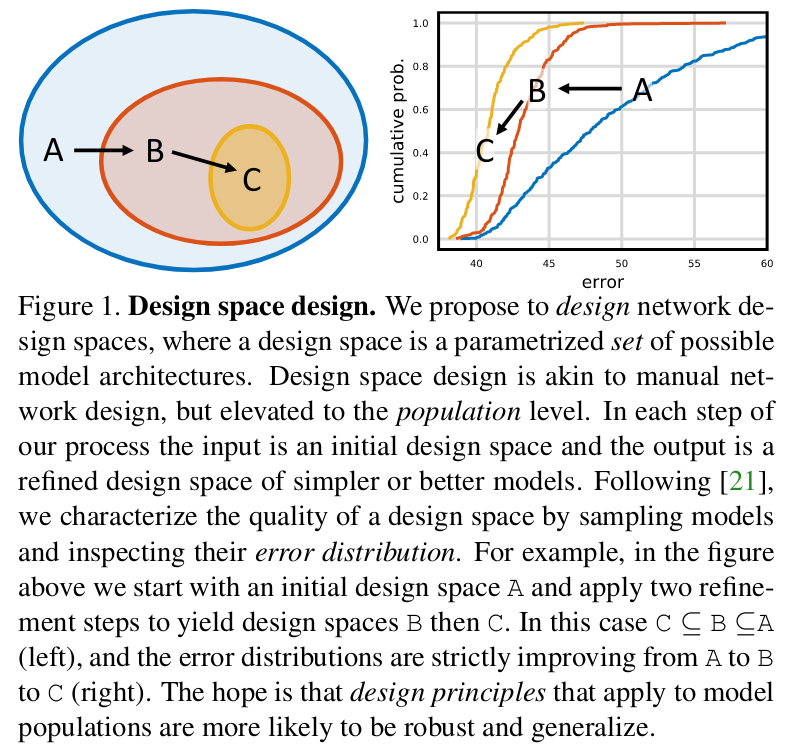 A
B
C
cumulative prob.
1.0
0.8
0.6
0.4
0.2
0.0
B
A
C
40
45
50
55
60
error
Figure 1. Design space design. We propose to design network de-
sign spaces, where a design space is a parametrized set of possible
model architectures. Design space design is akin to manual net-
work design, but elevated to the population level. In each step of
our process the input is an initial design space and the output is a
refined design space of simpler or better models. Following [21],
we characterize the quality of a design space by sampling models
and inspecting their error distribution. For example, in the figure
above we start with an initial design space A and apply two refine-
ment steps to yield design spaces B then C. In this case C ⊆ B ⊆A
(left), and the error distributions are strictly improving from A to B
to C (right). The hope is that design principles that apply to model
populations are more likely to be robust and generalize.